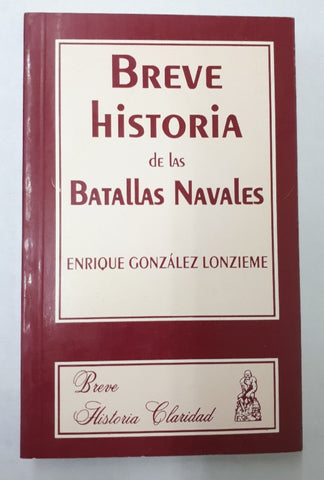 BREVE
HISTORIA
de las
BATALLAS NAVALES
ENRIQUE GONZÁLEZ LONZIEME
Breve
Historia Claridad